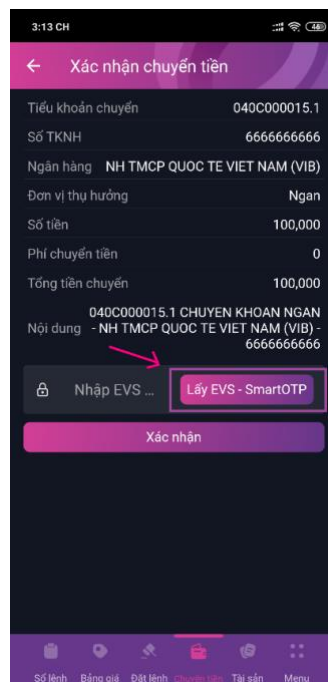 3:13 CH
46
Xác nhận chuyển tiền
Tiểu khoản chuyển 040C000015.1
Số TKNH 6666666666
Ngân hàng NH TMCP QUOC TE VIET NAM (VIB)
Đơn vị thụ hưởng Ngan
Số tiền 100,000
Phí chuyển tiền 0
Tổng tiền chuyển 100,000
040C000015.1 CHUYEN KHOAN NGAN
Nội dung - NH TMCP QUOC TE VIET NAM (VIB) -
6666666666
Nhập EVS ... Lấy EVS - SmartOTP
Xác nhận
Sổ lệnh Bảng giá Đặt lệnh Chuyển tiền Tài sản Menu